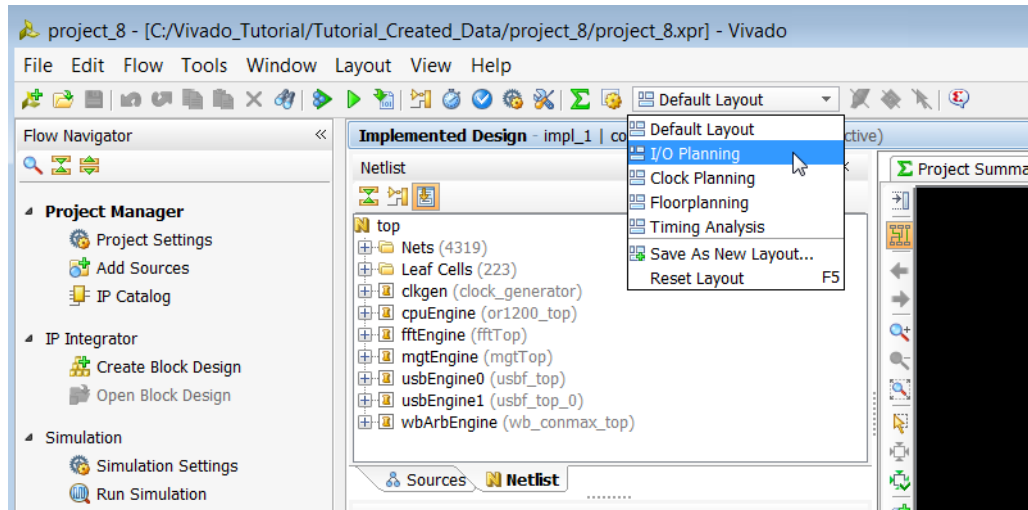 project_8 - [C:/Vivado_Tutorial/Tutorial_Created_Data/project_8/project_8.xpr] - Vivado
File Edit Flow Tools Window Layout View Help
Default Layout
Flow Navigator
Implemented Design - impl_1 |
Default Layout
I/O Planning
Clock Planning
Floorplanning
Timing Analysis
Save As New Layout...
Reset Layout F5
Netlist
Project Summa
Project Manager
Project Settings
Add Sources
IP Catalog
IP Integrator
Create Block Design
Open Block Design
Simulation
Simulation Settings
Run Simulation
top
Nets (4319)
Leaf Cells (223)
clkgen (clock_generator)
cpuEngine (or1200_top)
fftEngine (fftTop)
mgtEngine (mgtTop)
usbEngine0 (usbf_top)
usbEngine1 (usbf_top_0)
wbArbEngine (wb_conmax_top)
Sources Netlist